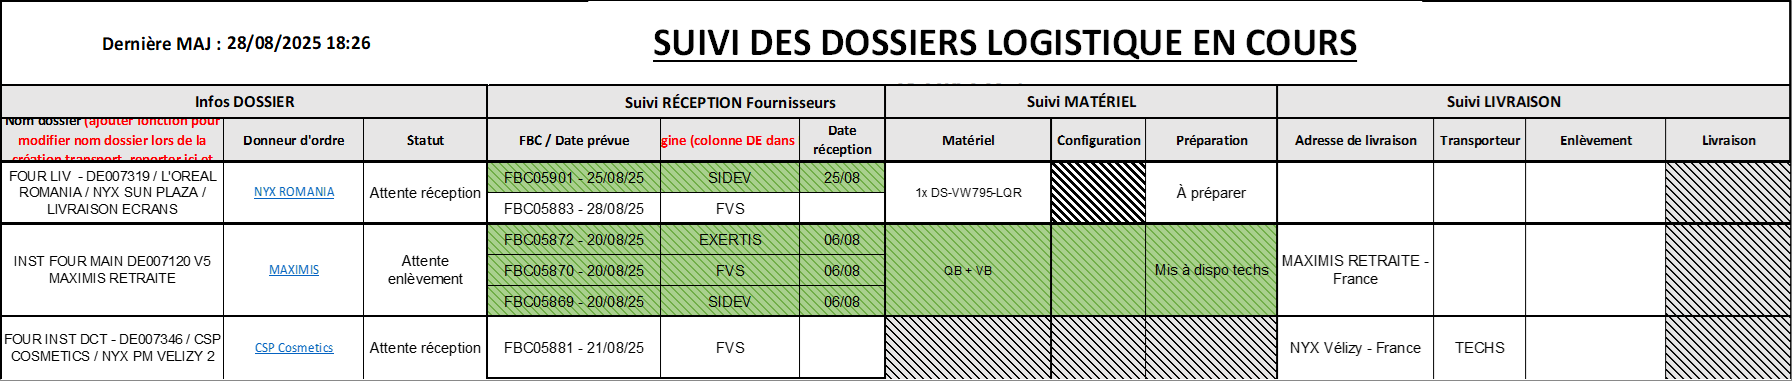 Dernière MAJ : 28/08/2025 18:26
SUIVI DES DOSSIERS LOGISTIQUE EN COURS
Infos DOSSIER
Suivi RÉCEPTION Fournisseurs
Suivi MATÉRIEL
Suivi LIVRAISON
Nom dossier (ajouter fonction pour
modifier nom dossier lors de la
création transport, reporter ici et
Donneur d'ordre
Statut
FBC / Date prévue
gine (colonne DE dans
Date
réception
Matériel
Configuration
Préparation
Adresse de livraison
Transporteur
Enlèvement
Livraison
FOUR LIV - DE007319 / L'OREAL
ROMANIA / NYX SUN PLAZA /
LIVRAISON ECRANS
NYX ROMANIA
Attente réception
FBC05901 - 25/08/25
SIDEV
25/08
FBC05883 - 28/08/25
FVS
1x DS-VW795-LQR
À préparer
INST FOUR MAIN DE007120 V5
MAXIMIS RETRAITE
MAXIMIS
Attente
enlèvement
FBC05872 - 20/08/25
EXERTIS
06/08
FBC05870 - 20/08/25
FVS
06/08
FBC05869 - 20/08/25
SIDEV
06/08
QB + VB
Mis à dispo techs
MAXIMIS RETRAITE -
France
FOUR INST DCT - DE007346 / CSP
COSMETICS / NYX PM VELIZY 2
CSP Cosmetics
Attente réception
FBC05881 - 21/08/25
FVS
NYX Vélizy - France
TECHS